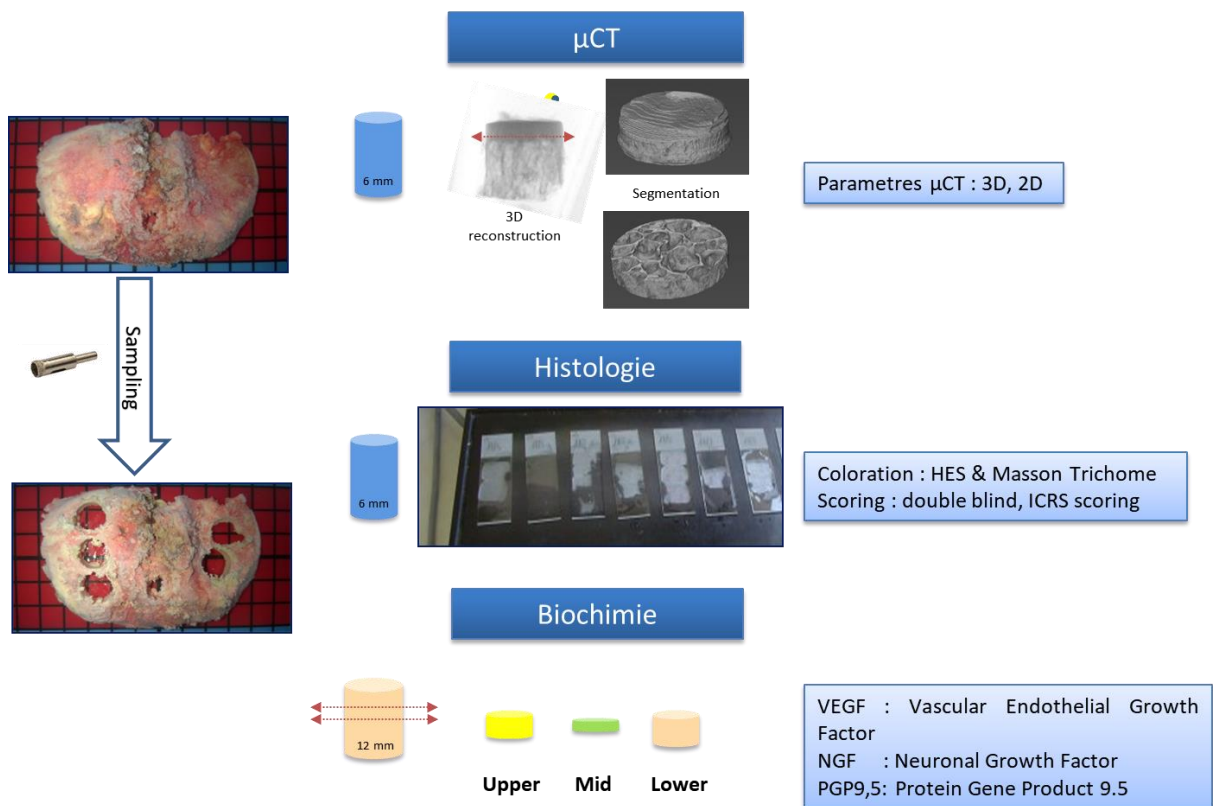 µCT
6 mm
3D
reconstruction
Segmentation
Parametres µCT : 3D, 2D
Sampling
Histologie
6 mm
Coloration : HES & Masson Trichome
Scoring : double blind, ICRS scoring
Biochimie
12 mm
Upper
Mid
Lower
VEGF : Vascular Endothelial Growth
Factor
NGF : Neuronal Growth Factor
PGP9,5: Protein Gene Product 9.5